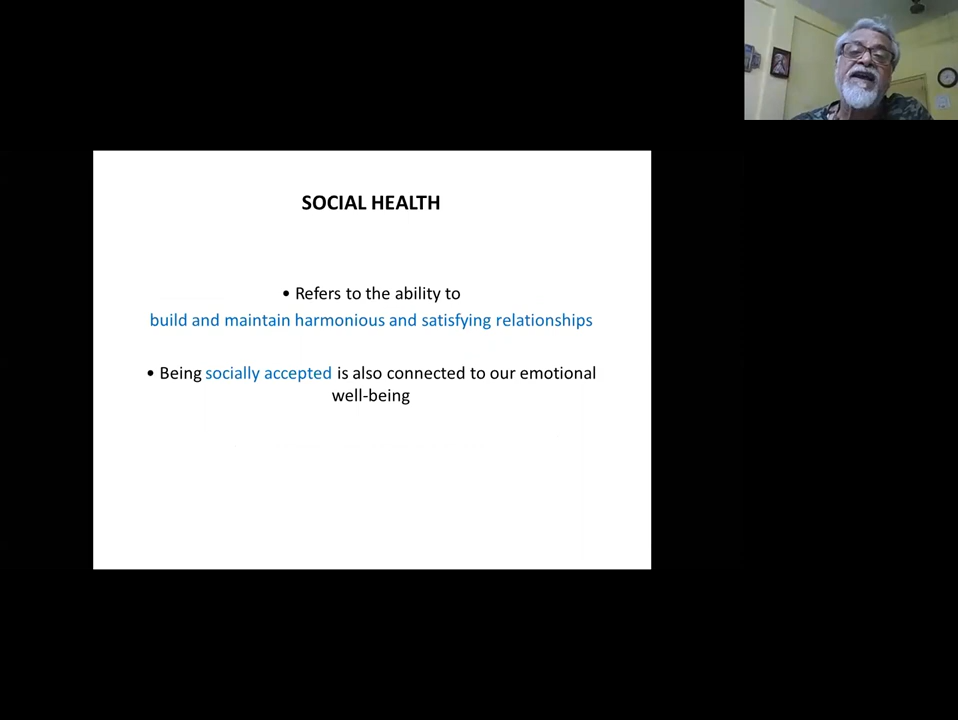 SOCIAL HEALTH
• Refers to the ability to
build and maintain harmonious and satisfying relationships
• Being socially accepted is also connected to our emotional
well-being